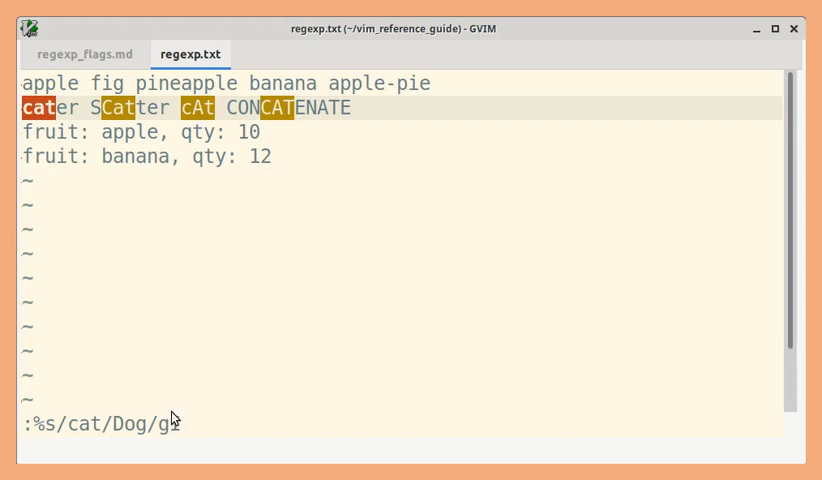 regexp.txt (~/vim_reference_guide) - GVIM
regexp_flags.md regexp.txt
apple fig pineapple banana apple-pie
cater SCatter cAt CONCATENATE
fruit: apple, qty: 10
fruit: banana, qty: 12
~
~
~
~
~
~
~
~
~
~
:%s/cat/Dog/gi